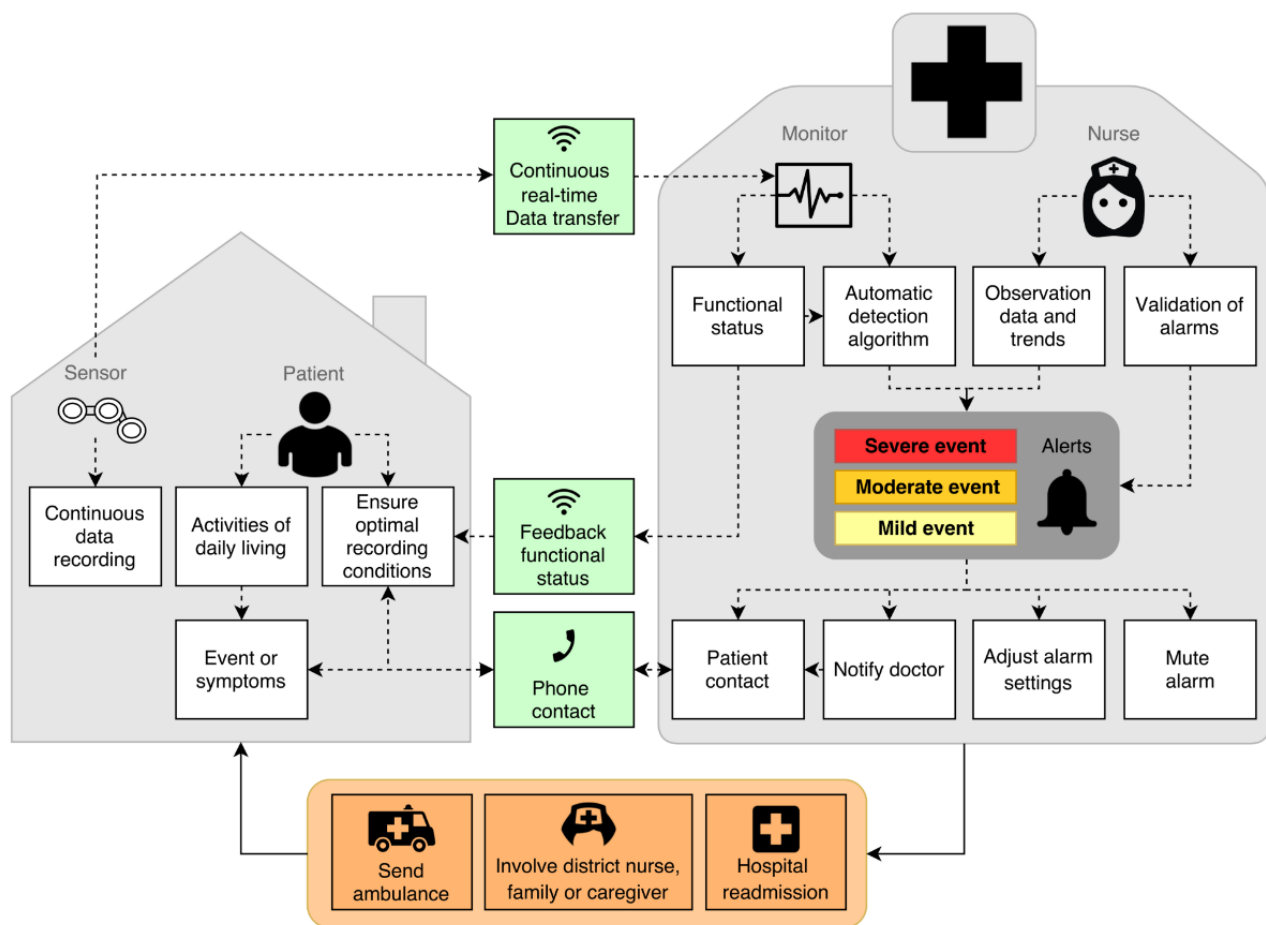 Monitor
Nurse
Continuous
real-time
Data transfer
Functional
status
Automatic
detection
algorithm
Observation
data and
trends
Validation of
alarms
Sensor
Patient
Severe event
Moderate event
Mild event
Alerts
Continuous
data
recording
Activities of
daily living
Ensure
optimal
recording
conditions
Feedback
functional
status
Event or
symptoms
Phone
contact
Patient
contact
Notify doctor
Adjust alarm
settings
Mute
alarm
Send
ambulance
Involve district nurse,
family or caregiver
Hospital
readmission